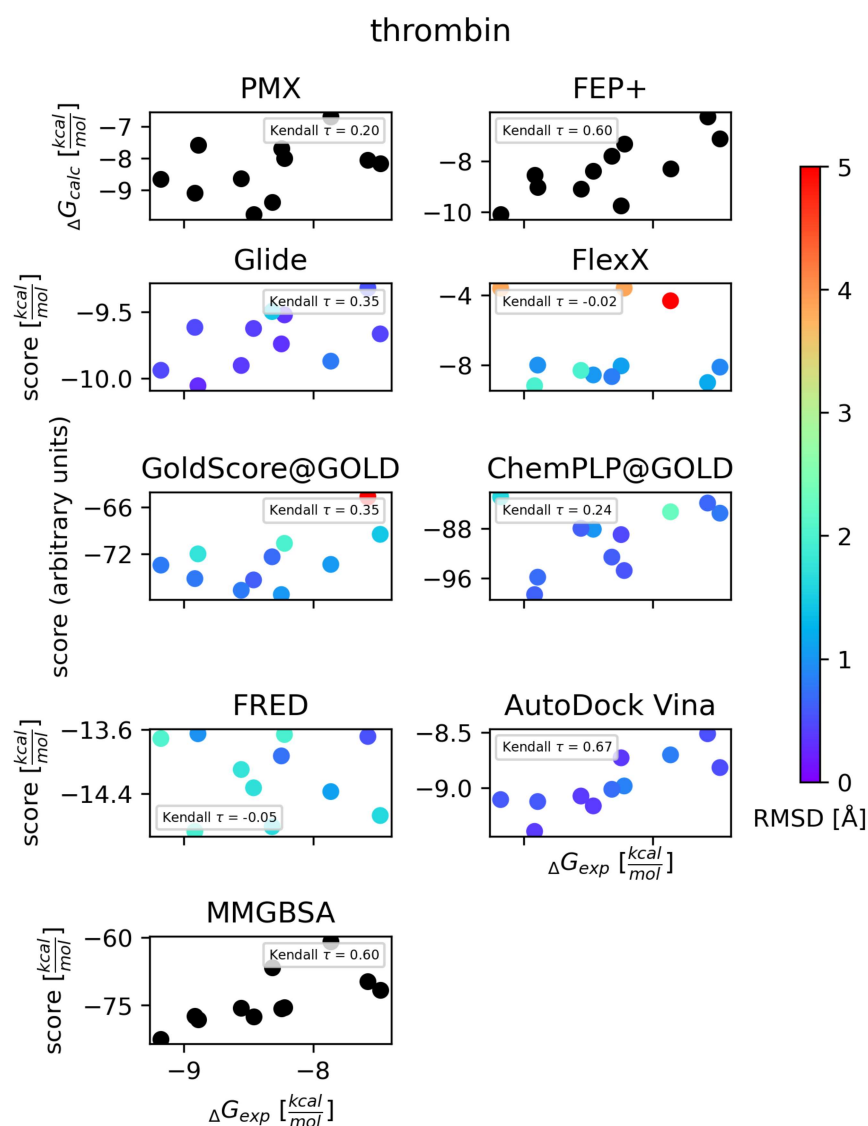 thrombin
PMX
FEP+
ΔG_calc [kcal/mol]
−7
−8
−9
Kendall τ = 0.20
−8
−10
Kendall τ = 0.60
Glide
FlexX
score [kcal/mol]
−9.5
−10.0
Kendall τ = 0.35
−4
−8
Kendall τ = -0.02
GoldScore@GOLD
ChemPLP@GOLD
score (arbitrary units)
−66
−72
Kendall τ = 0.35
−88
−96
Kendall τ = 0.24
FRED
AutoDock Vina
score [kcal/mol]
−13.6
−14.4
Kendall τ = -0.05
−8.5
−9.0
Kendall τ = 0.67
ΔG_exp [kcal/mol]
MMGBSA
score [kcal/mol]
−60
−75
Kendall τ = 0.60
−9
−8
ΔG_exp [kcal/mol]
5
4
3
2
1
0
RMSD [Å]